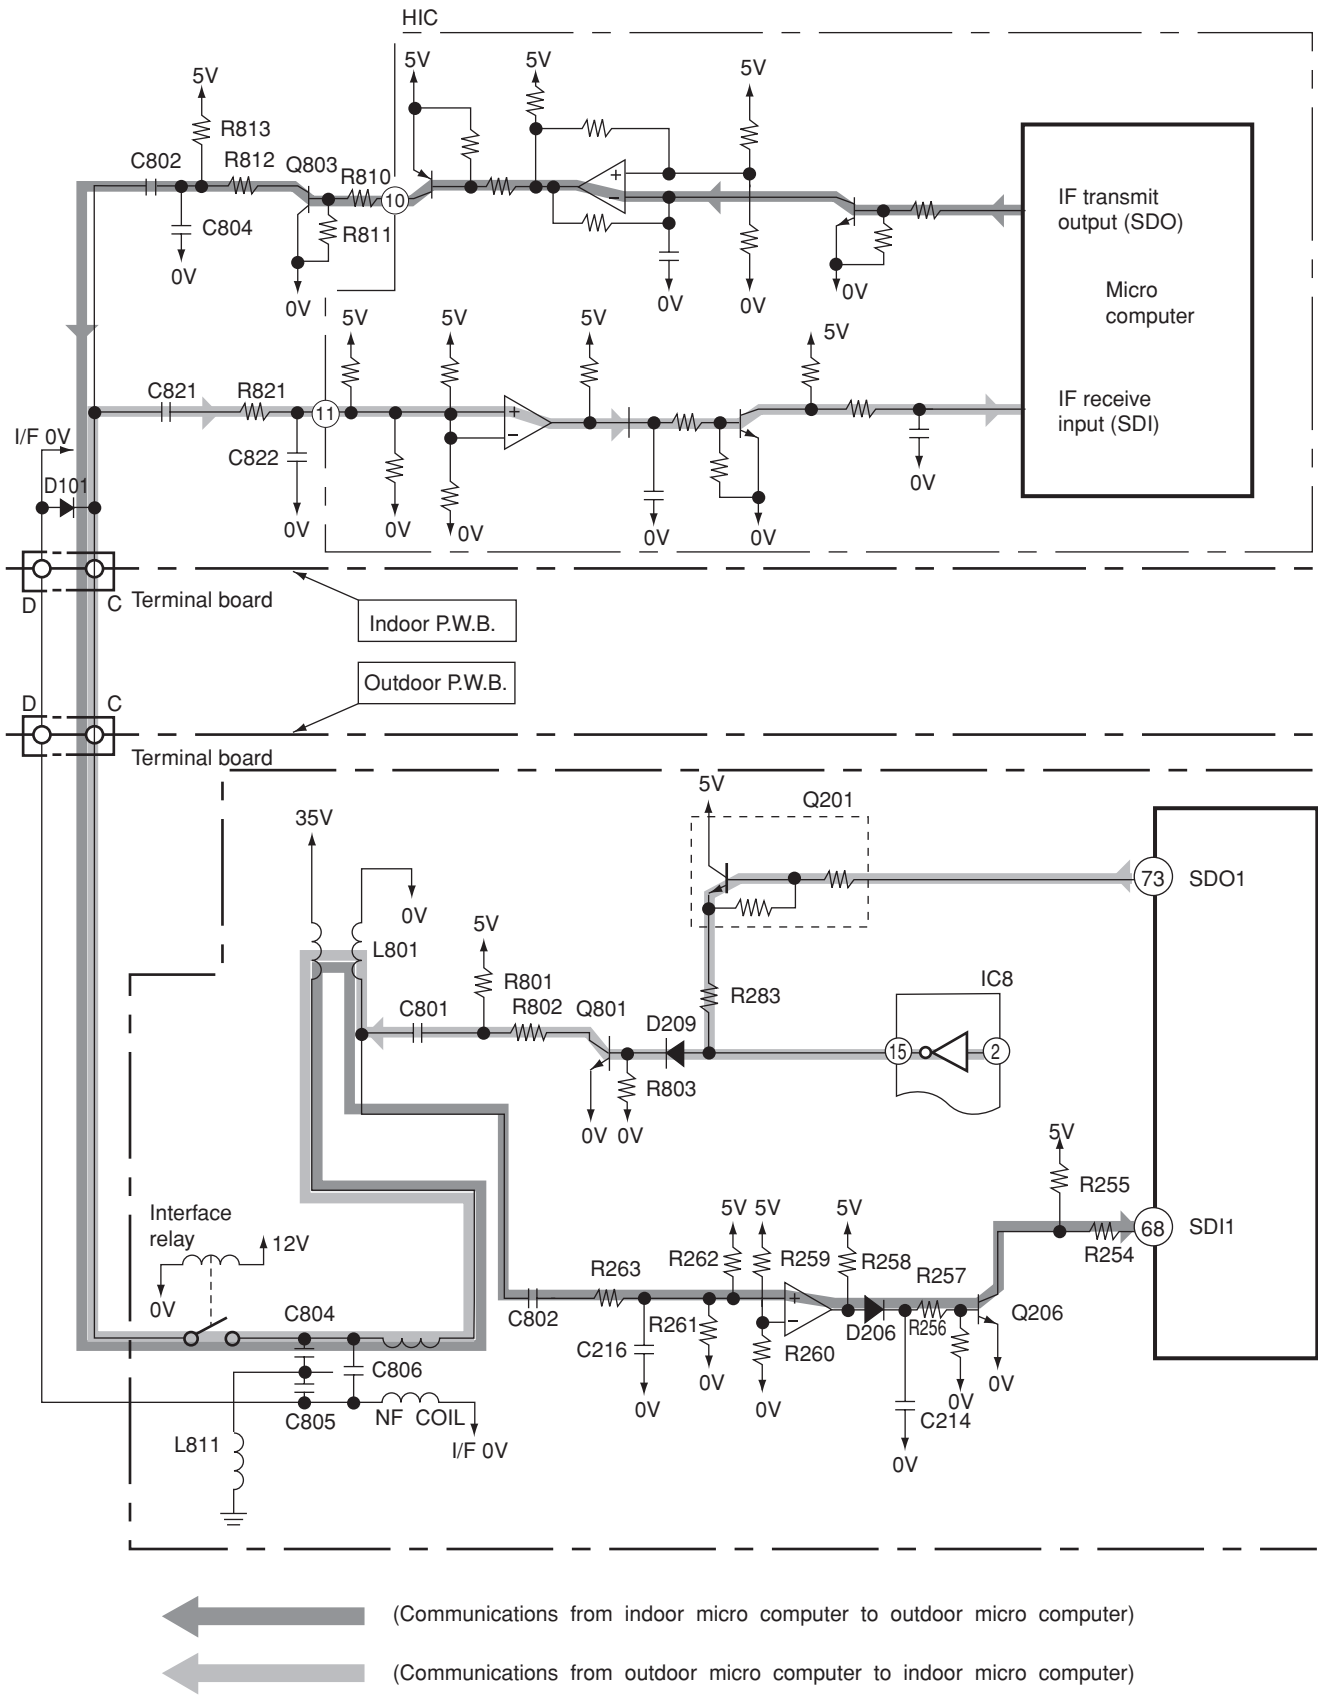 HIC
5V
5V
5V
5V
R813
C802
R812
Q803
R810
10
C804
R811
0V
0V
0V
0V
0V
IF transmit
output (SDO)
Micro
computer
5V
5V
5V
5V
C821
R821
11
+
−
+
−
IF receive
input (SDI)
I/F 0V
C822
D101
0V
0V
0V
0V
0V
0V
D
C
Terminal board
Indoor P.W.B.
Outdoor P.W.B.
D
C
Terminal board
5V
Q201
35V
73
SDO1
0V
5V
L801
R801
R283
IC8
C801
R802
Q801
D209
15
2
R803
0V
0V
5V
R255
Interface
relay
12V
5V
5V
5V
68
SDI1
R254
R262
R259
R258
R263
R257
0V
C804
C802
R261
+
−
D206
R256
Q206
C216
R260
C806
0V
0V
0V
0V
0V
C805
NF COIL
C214
L811
I/F 0V
0V
(Communications from indoor micro computer to outdoor micro computer)
(Communications from outdoor micro computer to indoor micro computer)